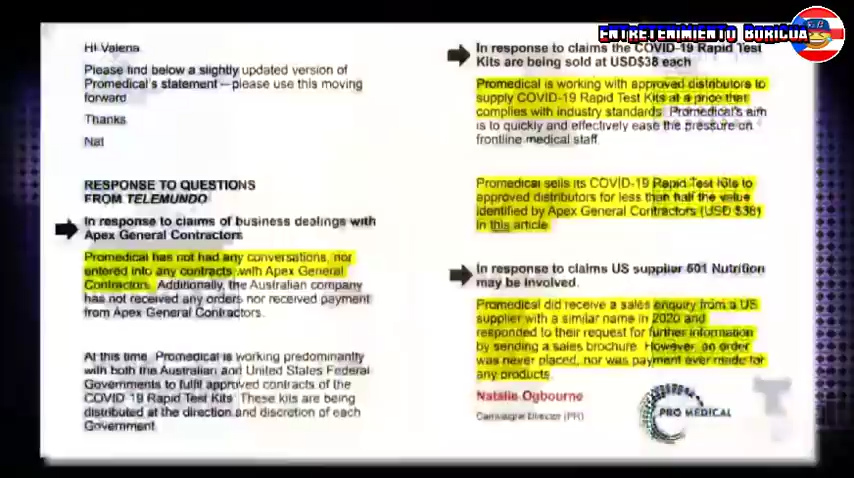 ENTRETENIMIENTO BORICUA
Hi Valena
Please find below a slightly updated version of
Promedical's statement – please use this moving
forward
Thanks
Nat
RESPONSE TO QUESTIONS
FROM TELEMUNDO
In response to claims of business dealings with
Apex General Contractors
Promedical has not had any conversations, nor
entered into any contracts with Apex General
Contractors. Additionally, the Australian company
has not received any orders nor received payment
from Apex General Contractors.
At this time, Promedical is working predominantly
with both the Australian and United States Federal
Governments to fulfil approved contracts of the
COVID 19 Rapid Test Kits. These kits are being
distributed at the direction and discretion of each
Government
In response to claims the COVID-19 Rapid Test
Kits are being sold at USD$38 each
Promedical is working with approved distributors to
supply COVID-19 Rapid Test Kits at a price that
complies with industry standards. Promedical's aim
is to quickly and effectively ease the pressure on
frontline medical staff.
Promedical sells its COVID-19 Rapid Test kits to
approved distributors for less than half the value
identified by Apex General Contractors (USD $38)
in this article
In response to claims US supplier 501 Nutrition
may be involved.
Promedical did receive a sales enquiry from a US
supplier with a similar name in 2020 and
responded to their request for further information
by sending a sales brochure. However, an order
was never placed, nor was payment ever made for
any products.
Natalie Ogbourne
Campaigns Director (PR)
PRO MEDICAL